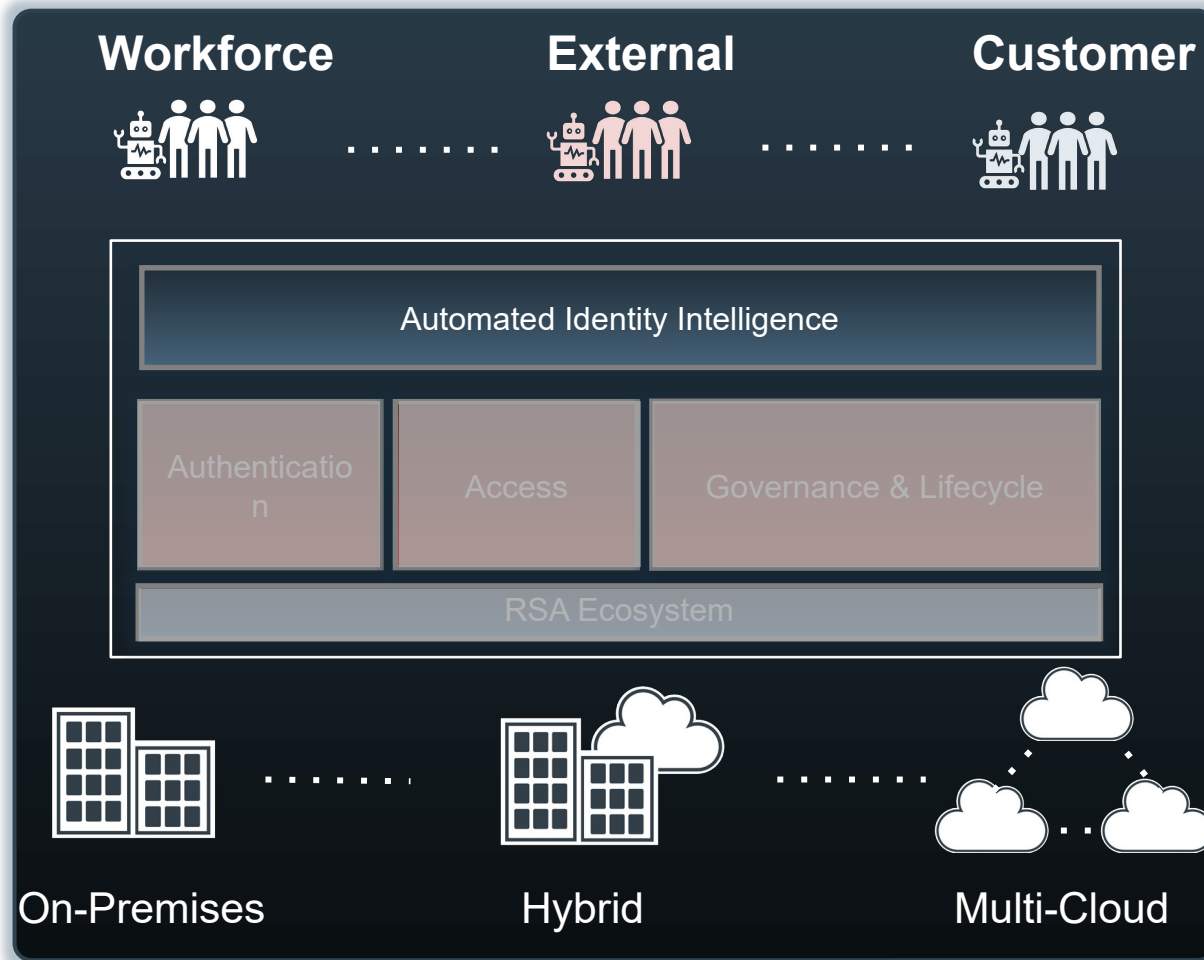 Workforce
External
Customer
Automated Identity Intelligence
Authenticatio
n
Access
Governance & Lifecycle
RSA Ecosystem
On-Premises
Hybrid
Multi-Cloud